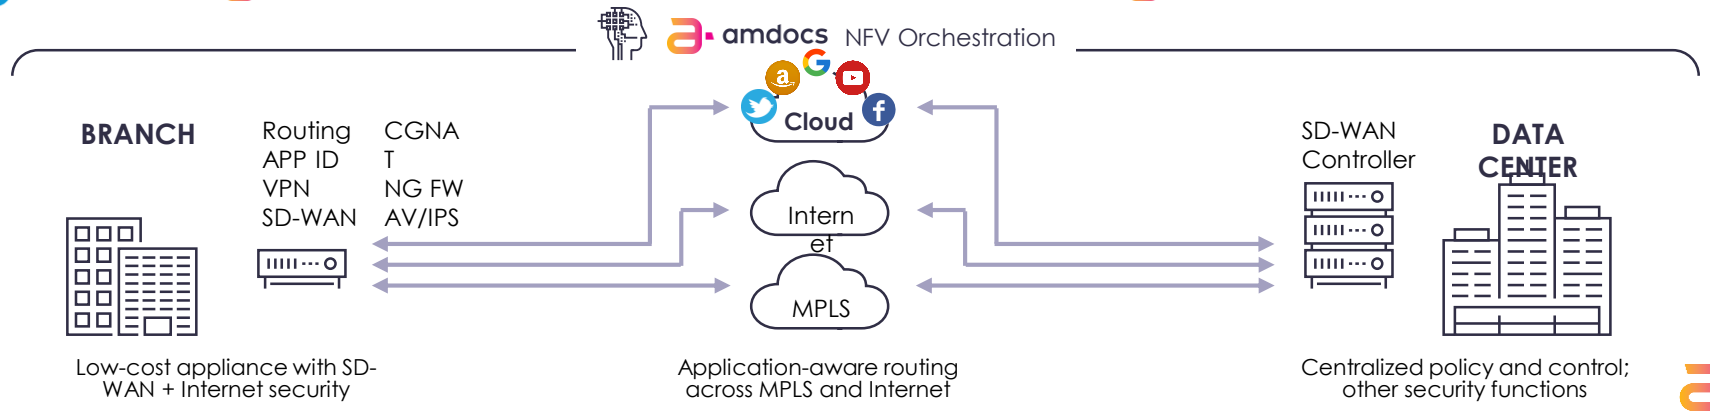 amdocs NFV Orchestration
BRANCH
Routing
APP ID
VPN
SD-WAN
CGNA
T
NG FW
AV/IPS
Cloud
Intern
et
MPLS
SD-WAN
Controller
DATA
CENTER
Low-cost appliance with SD-
WAN + Internet security
Application-aware routing
across MPLS and Internet
Centralized policy and control;
other security functions